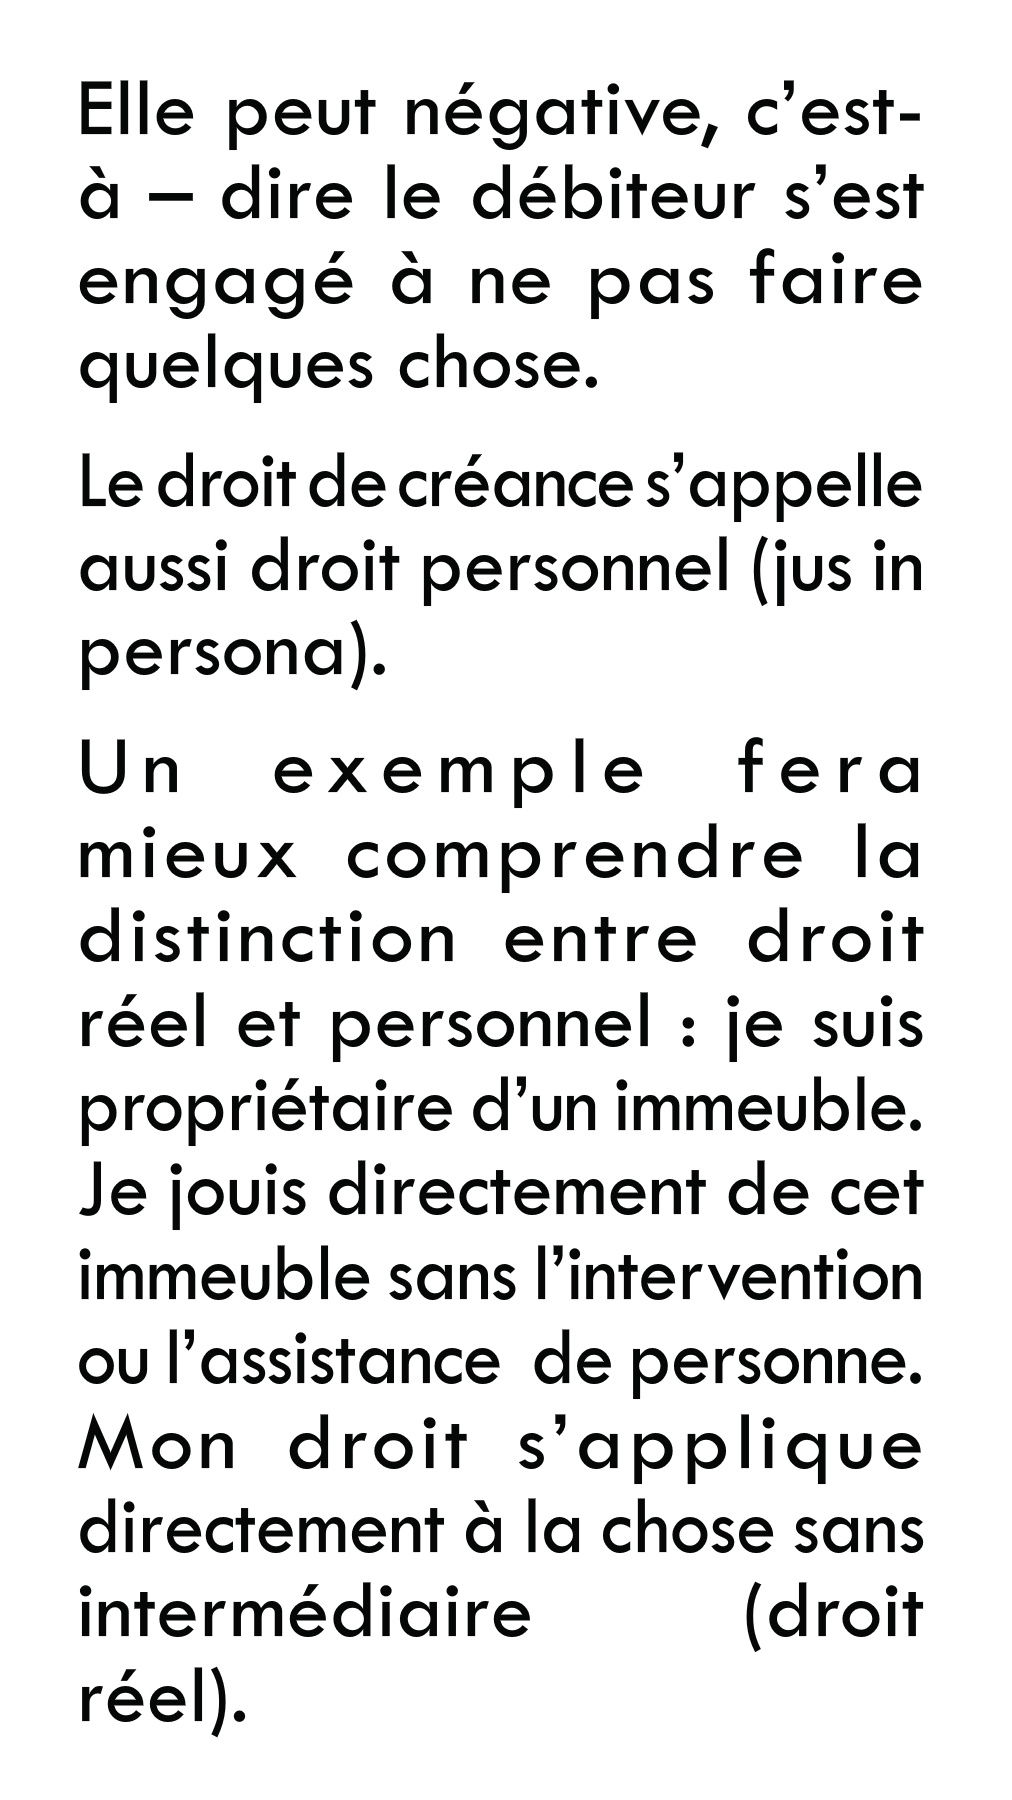 Elle peut négative, c’est-
à – dire le débiteur s’est
engagé à ne pas faire
quelques chose.
Le droit de créance s’appelle
aussi droit personnel (jus in
persona).
Un exemple fera
mieux comprendre la
distinction entre droit
réel et personnel : je suis
propriétaire d’un immeuble.
Je jouis directement de cet
immeuble sans l’intervention
ou l’assistance  de personne.
Mon droit s’applique
directement à la chose sans
intermédiaire (droit
réel).